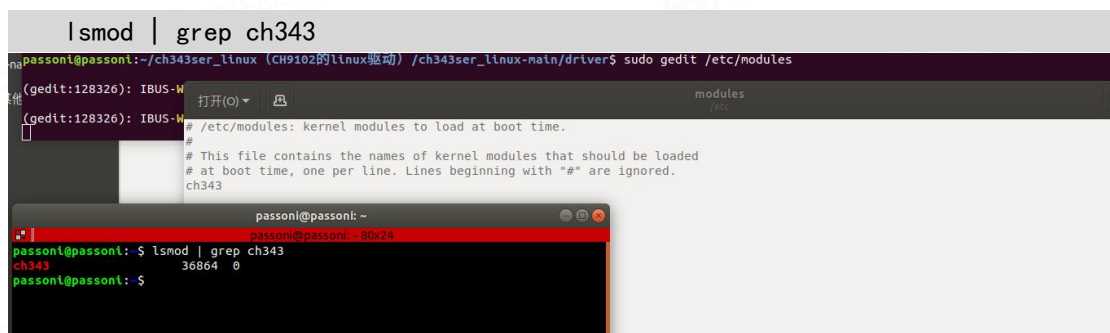 lsmod | grep ch343
passoni@passoni:~/ch343ser_linux (CH9102的linux驱动) /ch343ser_linux-main/driver$ sudo gedit /etc/modules
(gedit:128326): IBUS-W
打开(O)
modules
/etc
(gedit:128326): IBUS-W
# /etc/modules: kernel modules to load at boot time.
#
# This file contains the names of kernel modules that should be loaded
# at boot time, one per line. Lines beginning with "#" are ignored.
ch343
passoni@passoni: ~
passoni@passoni: ~ 80x24
passoni@passoni:~$ lsmod | grep ch343
ch343 36864 0
passoni@passoni:~$